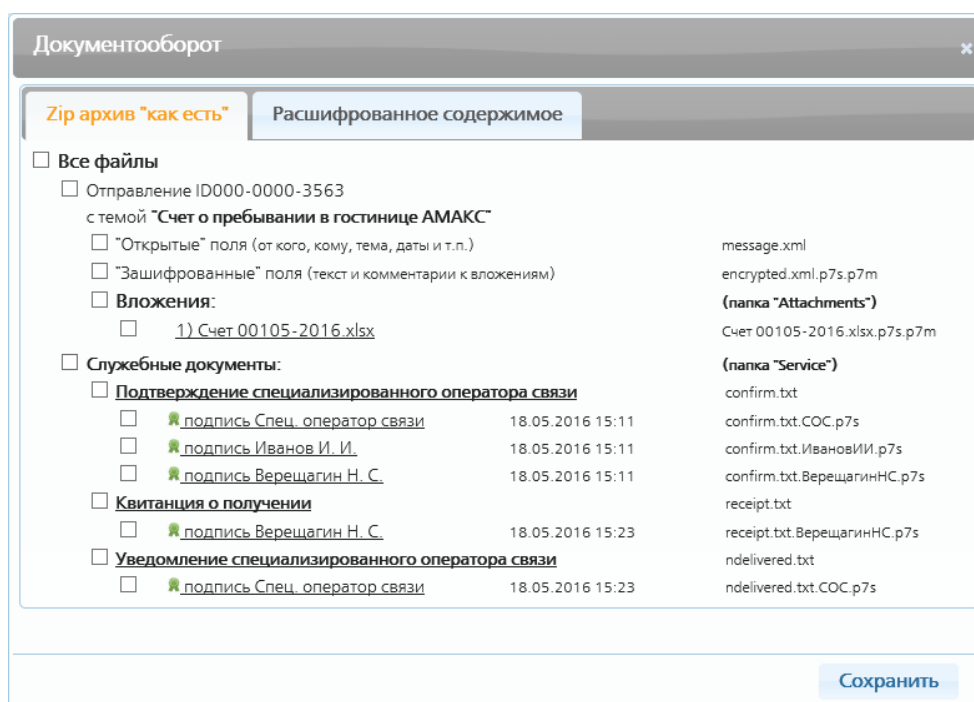 Документооборот
Zip архив "как есть" Расшифрованное содержимое
Все файлы
Отправление ID000-0000-3563
с темой "Счет о пребывании в гостинице АМАКС"
"Открытые" поля (от кого, кому, тема, даты и т.п.) message.xml
"Зашифрованные" поля (текст и комментарии к вложениям) encrypted.xml.p7s.p7m
Вложения: (папка "Attachments")
1) Счет 00105-2016.xlsx Счет 00105-2016.xlsx.p7s.p7m
Служебные документы: (папка "Service")
Подтверждение специализированного оператора связи confirm.txt
подпись Спец. оператор связи 18.05.2016 15:11 confirm.txt.СОС.p7s
подпись Иванов И. И. 18.05.2016 15:11 confirm.txt.ИвановИИ.p7s
подпись Верещагин Н. С. 18.05.2016 15:11 confirm.txt.ВерещагинНС.p7s
Квитанция о получении receipt.txt
подпись Верещагин Н. С. 18.05.2016 15:23 receipt.txt.ВерещагинНС.p7s
Уведомление специализированного оператора связи ndelivered.txt
подпись Спец. оператор связи 18.05.2016 15:23 ndelivered.txt.СОС.p7s
Сохранить